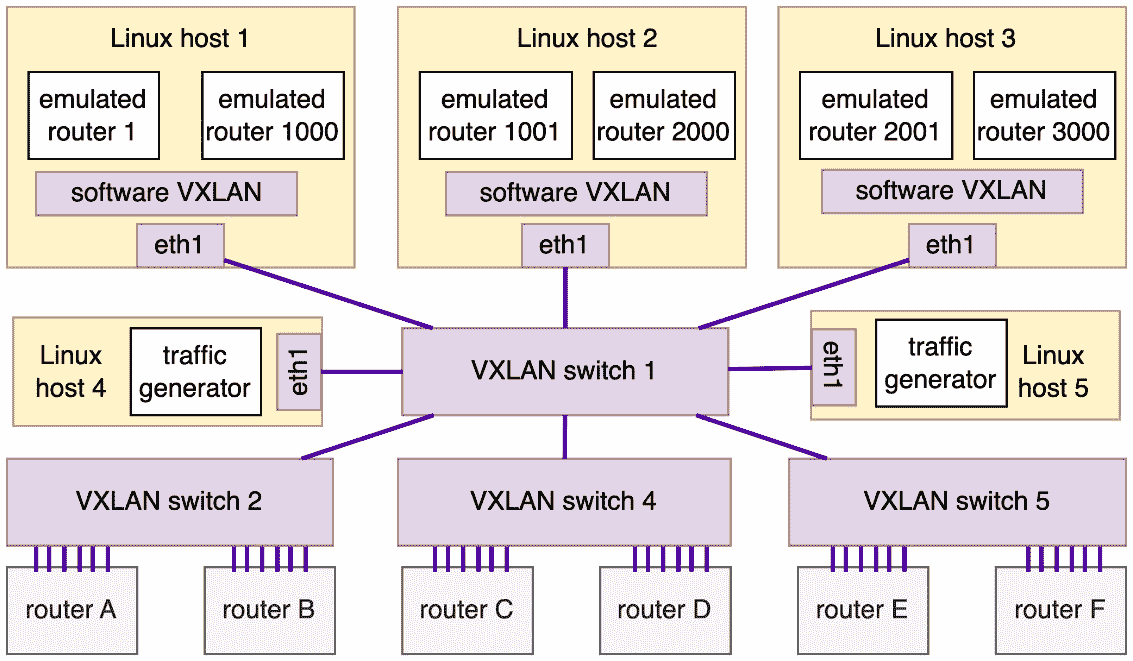 Linux host 1
emulated
router 1
emulated
router 1000
software VXLAN
eth1
Linux host 2
emulated
router 1001
emulated
router 2000
software VXLAN
eth1
Linux host 3
emulated
router 2001
emulated
router 3000
software VXLAN
eth1
Linux
host 4
traffic
generator
eth1
VXLAN switch 1
eth1
traffic
generator
Linux
host 5
VXLAN switch 2
VXLAN switch 4
VXLAN switch 5
router A
router B
router C
router D
router E
router F